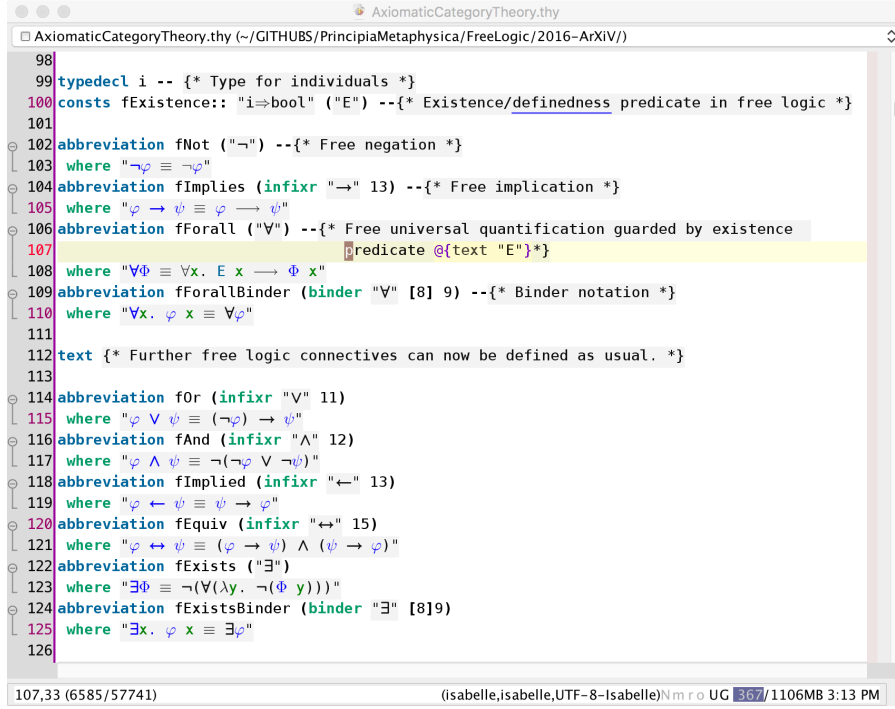 AxiomaticCategoryTheory.thy
AxiomaticCategoryTheory.thy (~/GITHUBS/PrincipiaMetaphysica/FreeLogic/2016-ArXiV/)
98
99 typedecl i -- {* Type for individuals *}
100 consts fExistence:: "i⇒bool" ("E") --{* Existence/definedness predicate in free logic *}
101
102 abbreviation fNot ("¬") --{* Free negation *}
103 where "¬φ ≡ ¬φ"
104 abbreviation fImplies (infixr "→" 13) --{* Free implication *}
105 where "φ → ψ ≡ φ ⟶ ψ"
106 abbreviation fForall ("∀") --{* Free universal quantification guarded by existence
107 predicate @{text "E"}*}
108 where "∀Φ ≡ ∀x. E x ⟶ Φ x"
109 abbreviation fForallBinder (binder "∀" [8] 9) --{* Binder notation *}
110 where "∀x. φ x ≡ ∀φ"
111
112 text {* Further free logic connectives can now be defined as usual. *}
113
114 abbreviation fOr (infixr "∨" 11)
115 where "φ ∨ ψ ≡ (¬φ) → ψ"
116 abbreviation fAnd (infixr "∧" 12)
117 where "φ ∧ ψ ≡ ¬(¬φ ∨ ¬ψ)"
118 abbreviation fImplied (infixr "←" 13)
119 where "φ ← ψ ≡ ψ → φ"
120 abbreviation fEquiv (infixr "↔" 15)
121 where "φ ↔ ψ ≡ (φ → ψ) ∧ (ψ → φ)"
122 abbreviation fExists ("∃")
123 where "∃Φ ≡ ¬(∀(λy. ¬(Φ y)))"
124 abbreviation fExistsBinder (binder "∃" [8]9)
125 where "∃x. φ x ≡ ∃φ"
126
107,33 (6585/57741) (isabelle,isabelle,UTF-8-Isabelle)N m r o UG 367/1106MB 3:13 PM